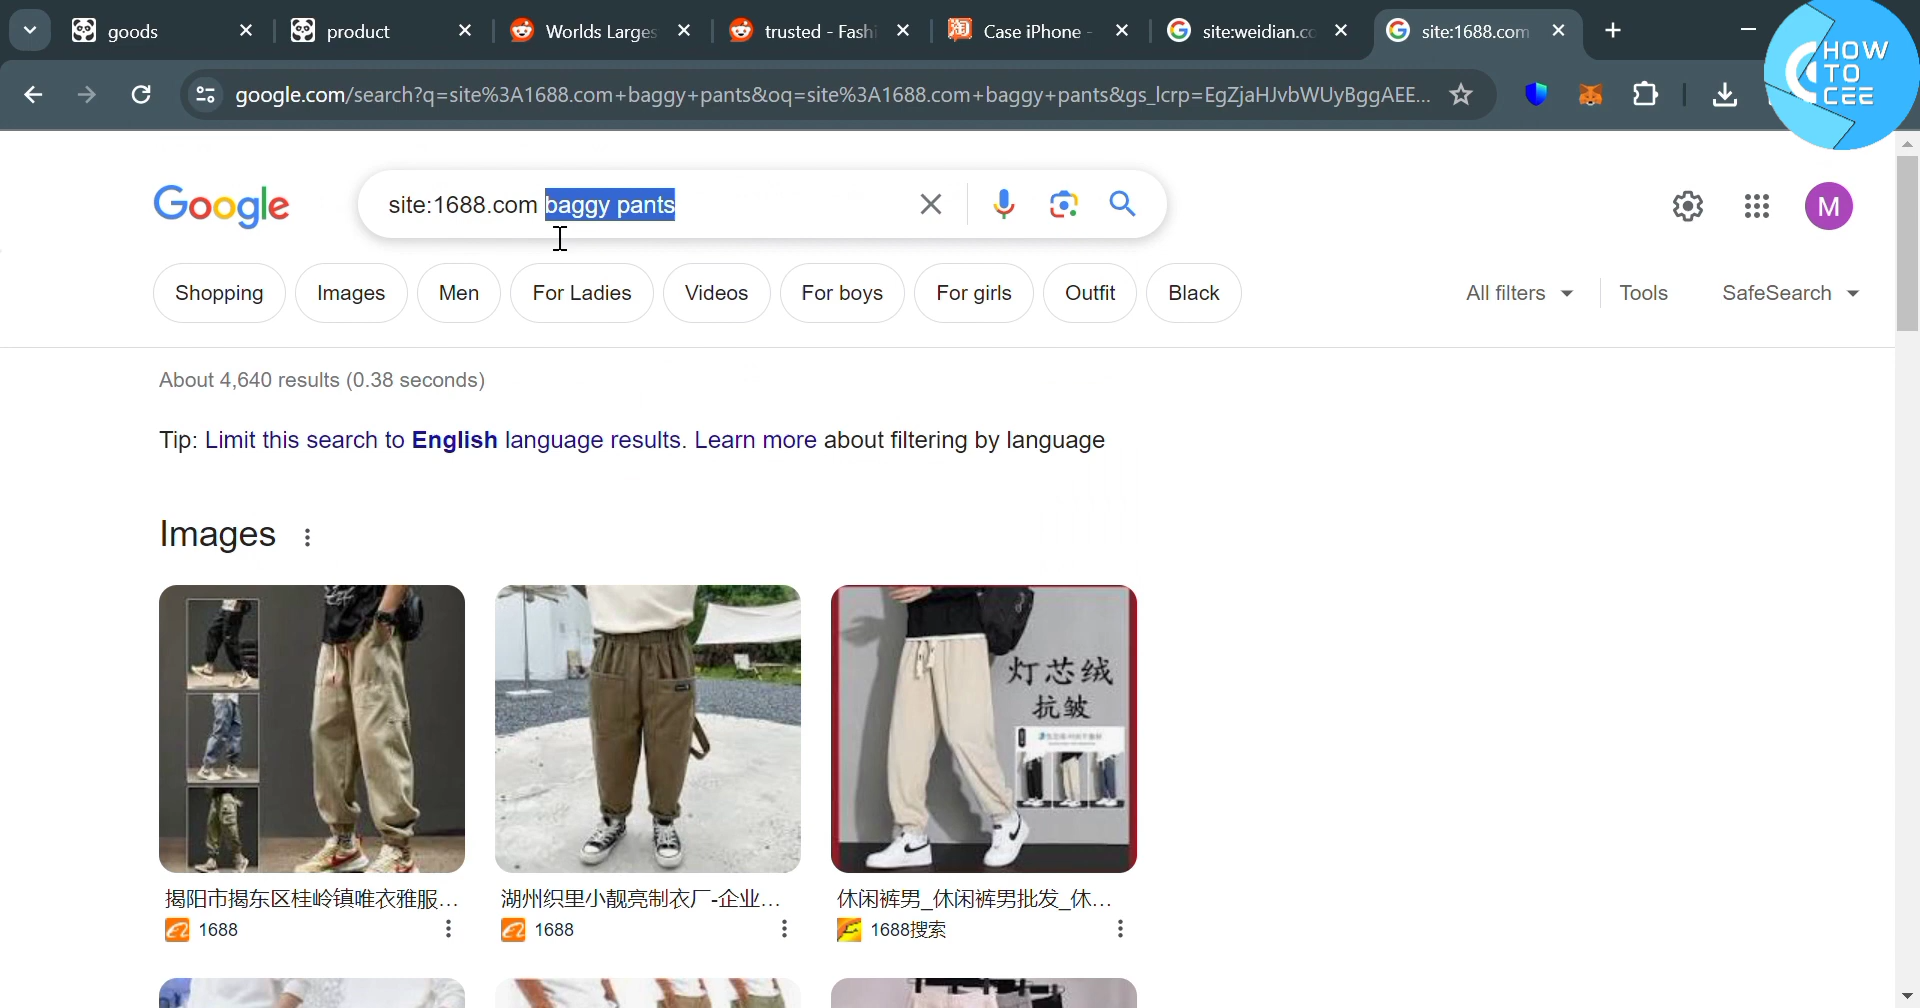 goods
product
Worlds Larges
trusted - Fashi
Case iPhone -
site:weidian.co
site:1688.com
HOW
TO
CEE
google.com/search?q=site%3A1688.com+baggy+pants&oq=site%3A1688.com+baggy+pants&gs_lcrp=EgZjaHJvbWUyBggAEE...
Google
site:1688.com baggy pants
M
Shopping
Images
Men
For Ladies
Videos
For boys
For girls
Outfit
Black
All filters
Tools
SafeSearch
About 4,640 results (0.38 seconds)
Tip: Limit this search to English language results. Learn more about filtering by language
Images
灯芯绒
抗皱
揭阳市揭东区桂岭镇唯衣雅服...
1688
湖州织里小靓亮制衣厂-企业...
1688
休闲裤男_休闲裤男批发_休...
1688搜索